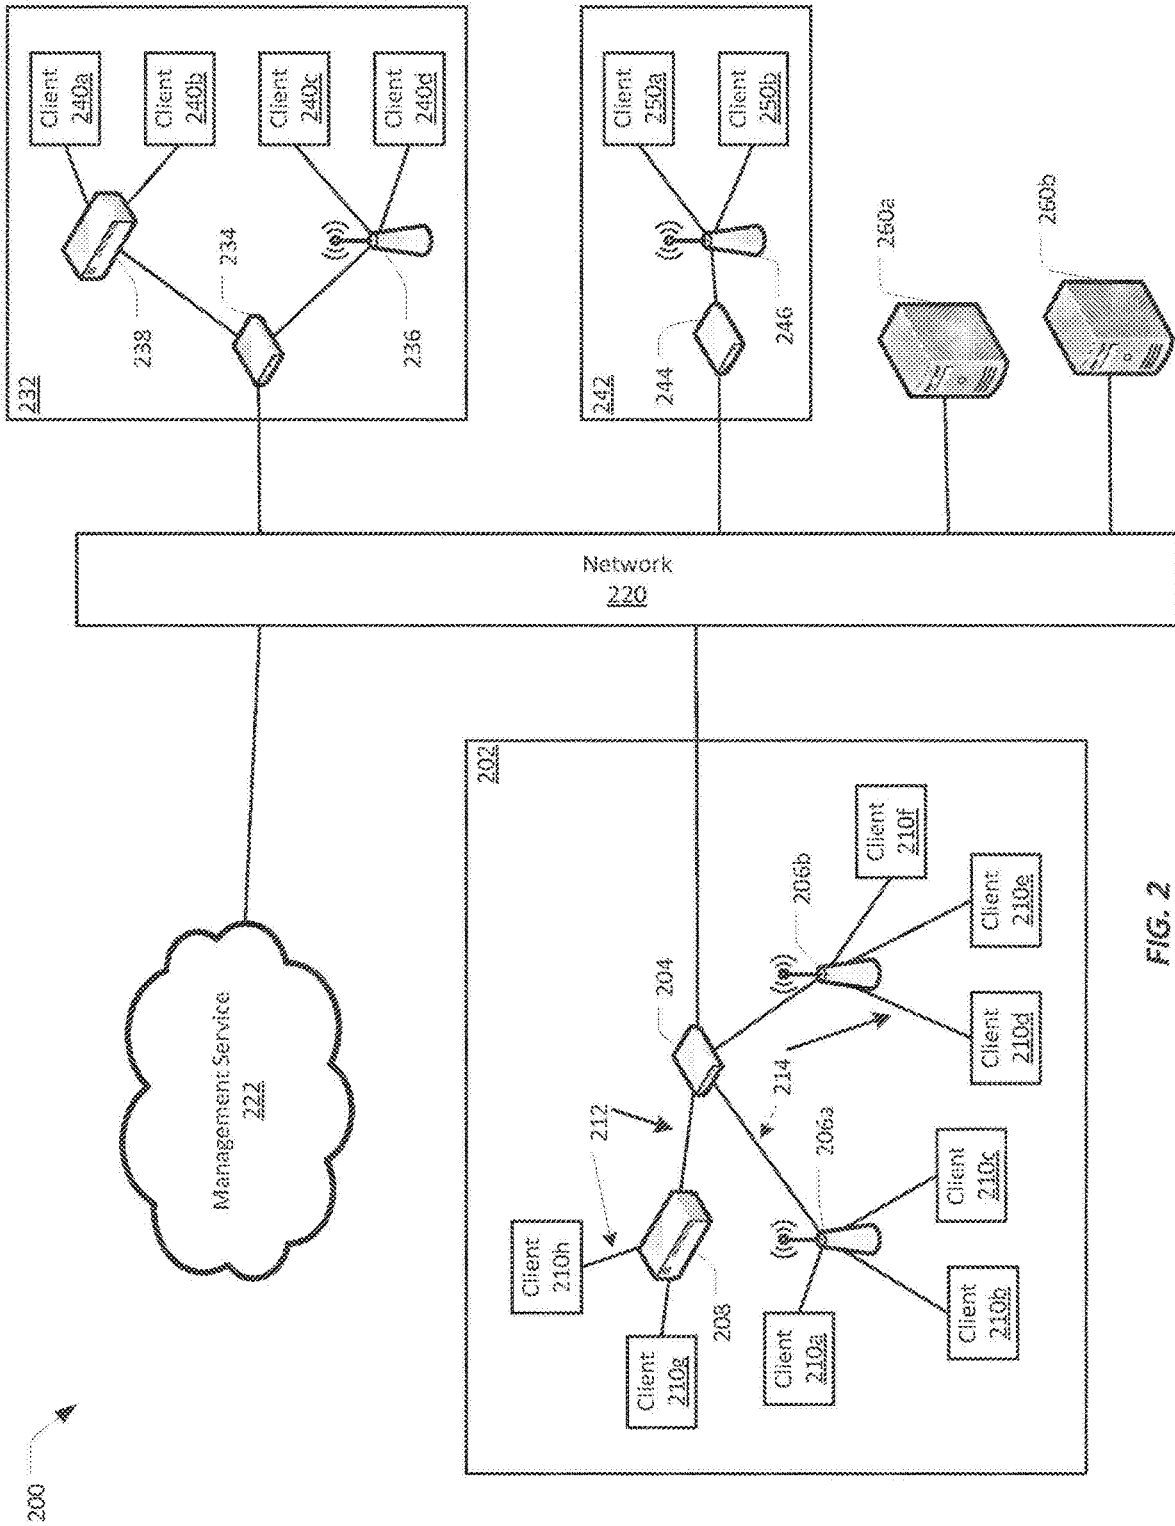 200
Management Service
222
202
Client
210h
Client
210g
208
212
204
Client
210a
Client
210b
Client
210c
206a
214
206b
Client
210d
Client
210e
Client
210f
Network
220
232
234
238
236
Client
240a
Client
240b
Client
240c
Client
240d
242
244
246
Client
250a
Client
250b
260a
260b
FIG. 2